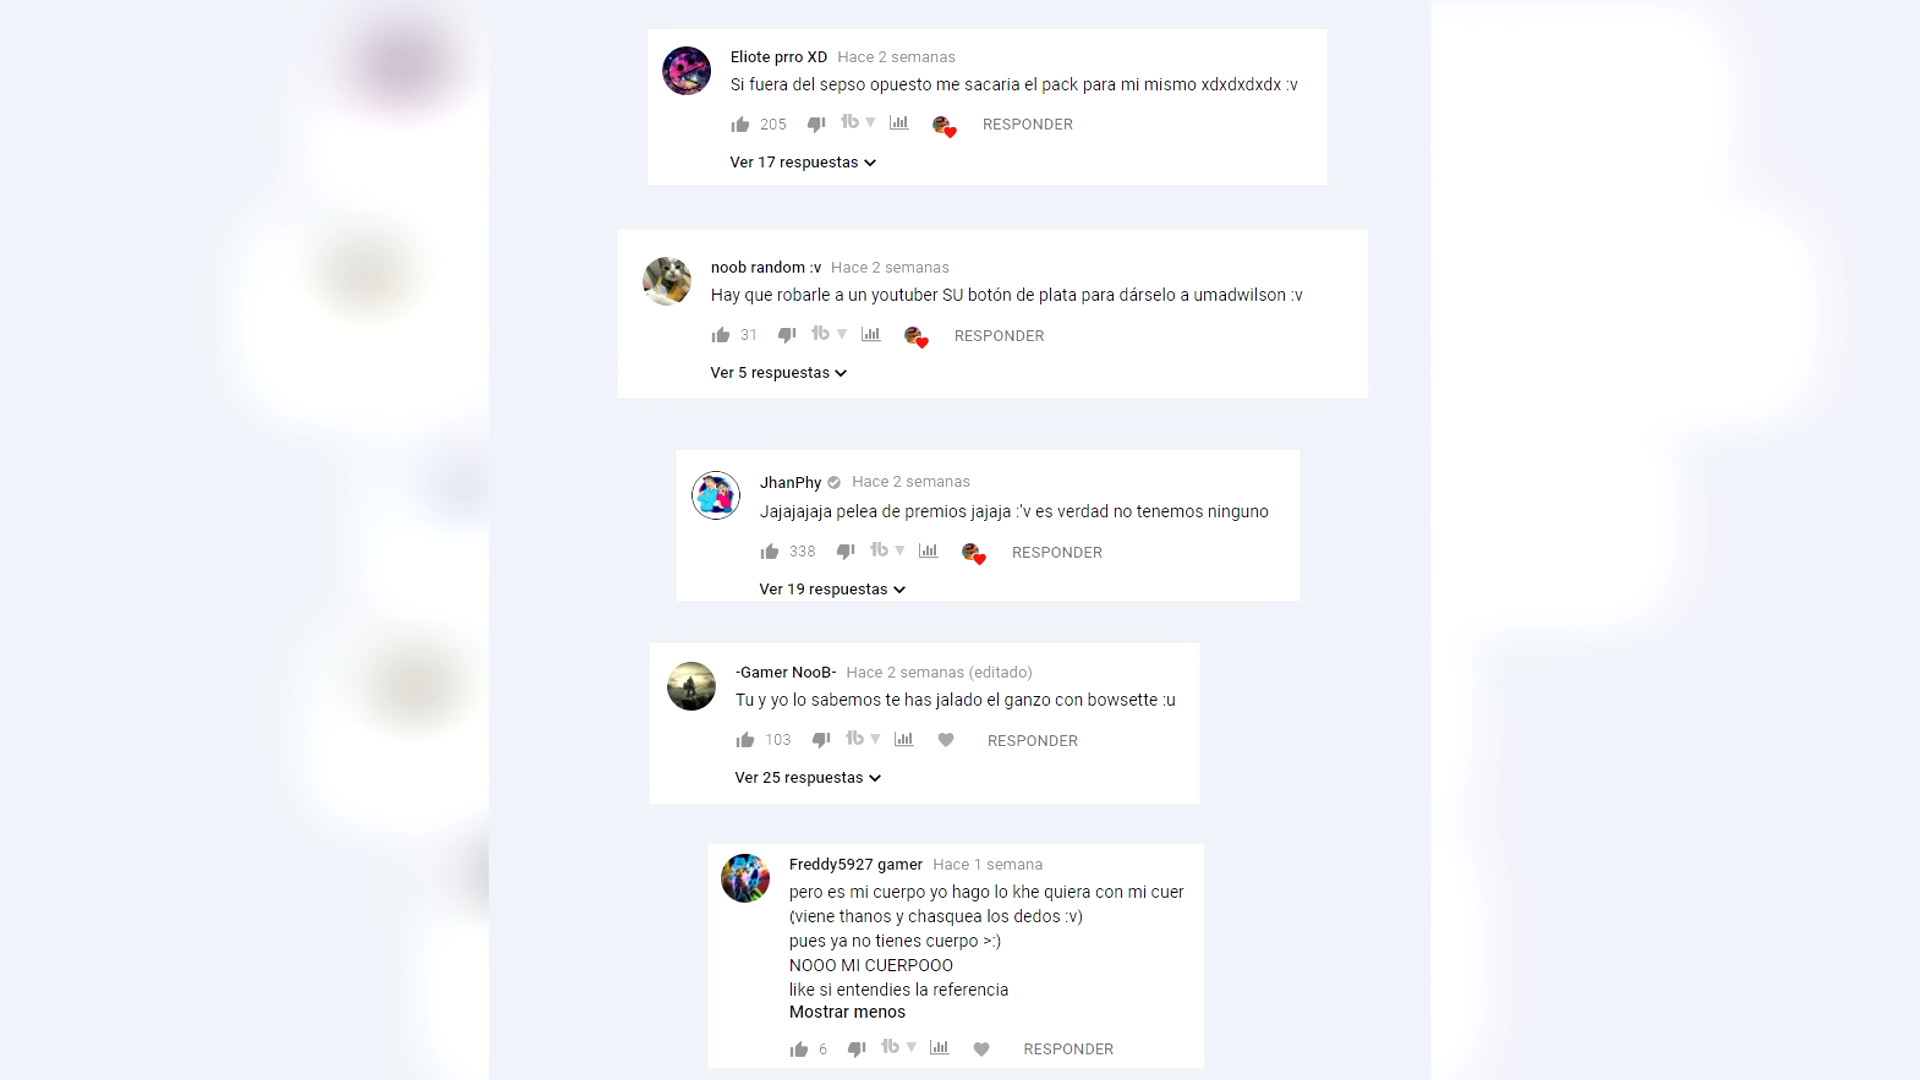 Eliote prro XD Hace 2 semanas
Si fuera del sepso opuesto me sacaria el pack para mi mismo xdxdxdxdx :v
205 RESPONDER
Ver 17 respuestas
noob random :v Hace 2 semanas
Hay que robarle a un youtuber SU botón de plata para dárselo a umadwilson :v
31 RESPONDER
Ver 5 respuestas
JhanPhy Hace 2 semanas
Jajajajaja pelea de premios jajaja :'v es verdad no tenemos ninguno
338 RESPONDER
Ver 19 respuestas
-Gamer NooB- Hace 2 semanas (editado)
Tu y yo lo sabemos te has jalado el ganzo con bowsette :u
103 RESPONDER
Ver 25 respuestas
Freddy5927 gamer Hace 1 semana
pero es mi cuerpo yo hago lo khe quiera con mi cuer
(viene thanos y chasquea los dedos :v)
pues ya no tienes cuerpo >:)
NOOO MI CUERPOOO
like si entendies la referencia
Mostrar menos
6 RESPONDER